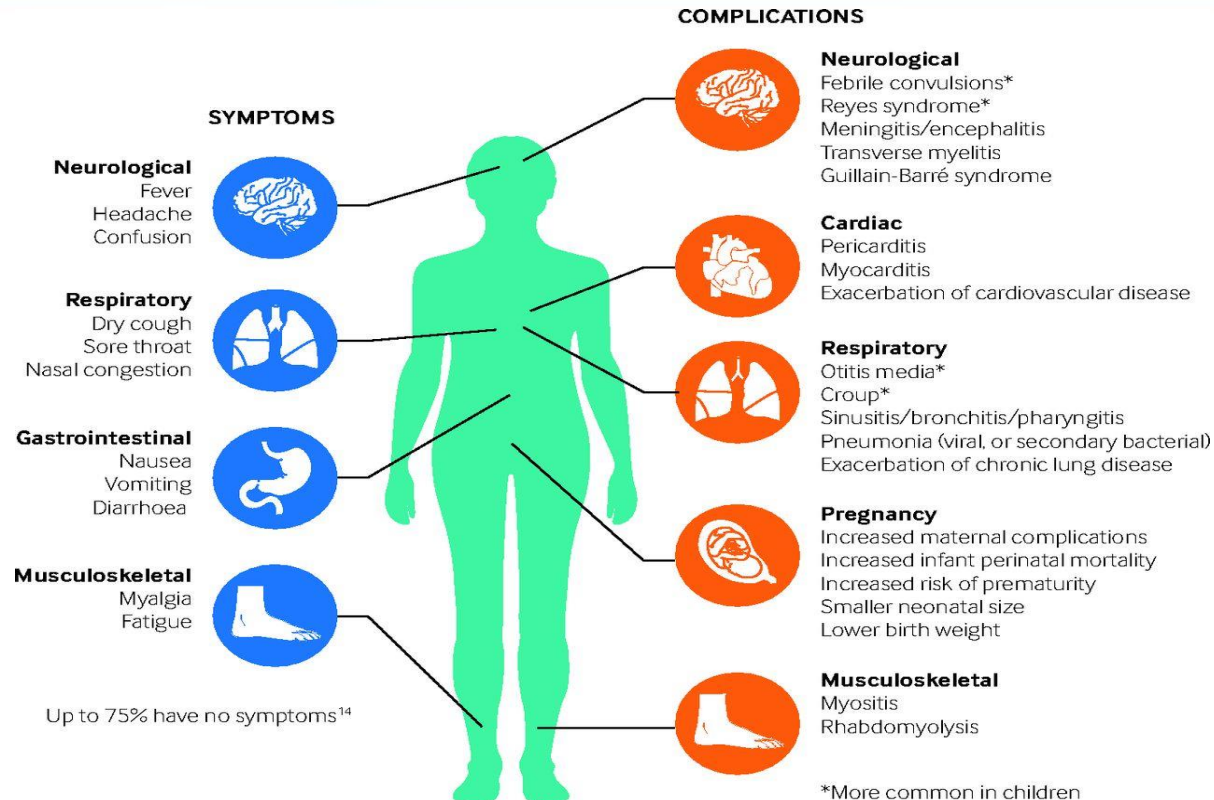 SYMPTOMS
Neurological
Fever
Headache
Confusion
Respiratory
Dry cough
Sore throat
Nasal congestion
Gastrointestinal
Nausea
Vomiting
Diarrhoea
Musculoskeletal
Myalgia
Fatigue
Up to 75% have no symptoms¹⁴
COMPLICATIONS
Neurological
Febrile convulsions*
Reyes syndrome*
Meningitis/encephalitis
Transverse myelitis
Guillain-Barré syndrome
Cardiac
Pericarditis
Myocarditis
Exacerbation of cardiovascular disease
Respiratory
Otitis media*
Croup*
Sinusitis/bronchitis/pharyngitis
Pneumonia (viral, or secondary bacterial)
Exacerbation of chronic lung disease
Pregnancy
Increased maternal complications
Increased infant perinatal mortality
Increased risk of prematurity
Smaller neonatal size
Lower birth weight
Musculoskeletal
Myositis
Rhabdomyolysis
*More common in children